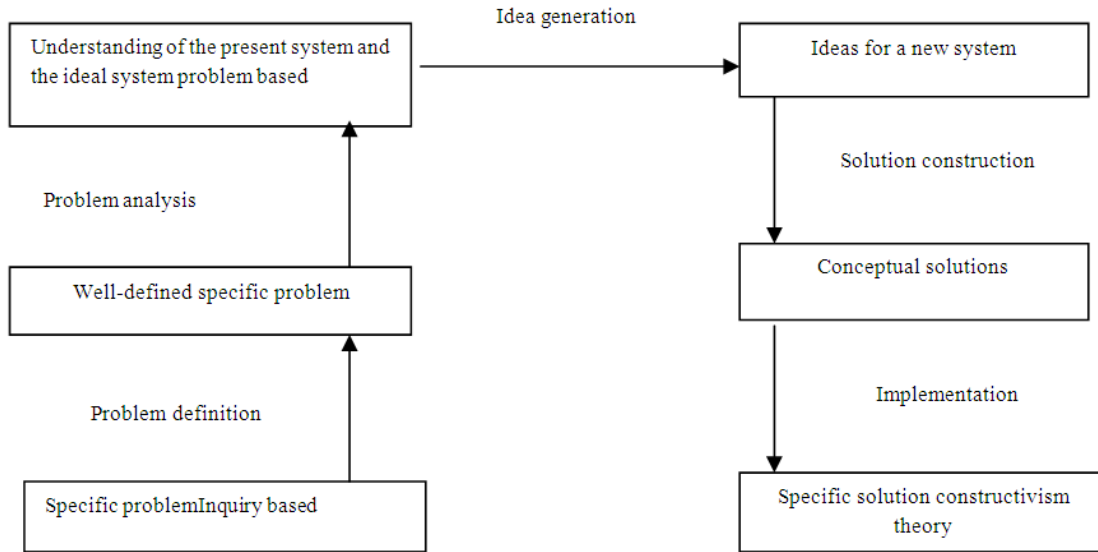 Idea generation
Understanding of the present system and
the ideal system problem based
Ideas for a new system
Solution construction
Problem analysis
Conceptual solutions
Well-defined specific problem
Implementation
Problem definition
Specific problemInquiry based
Specific solution constructivism
theory